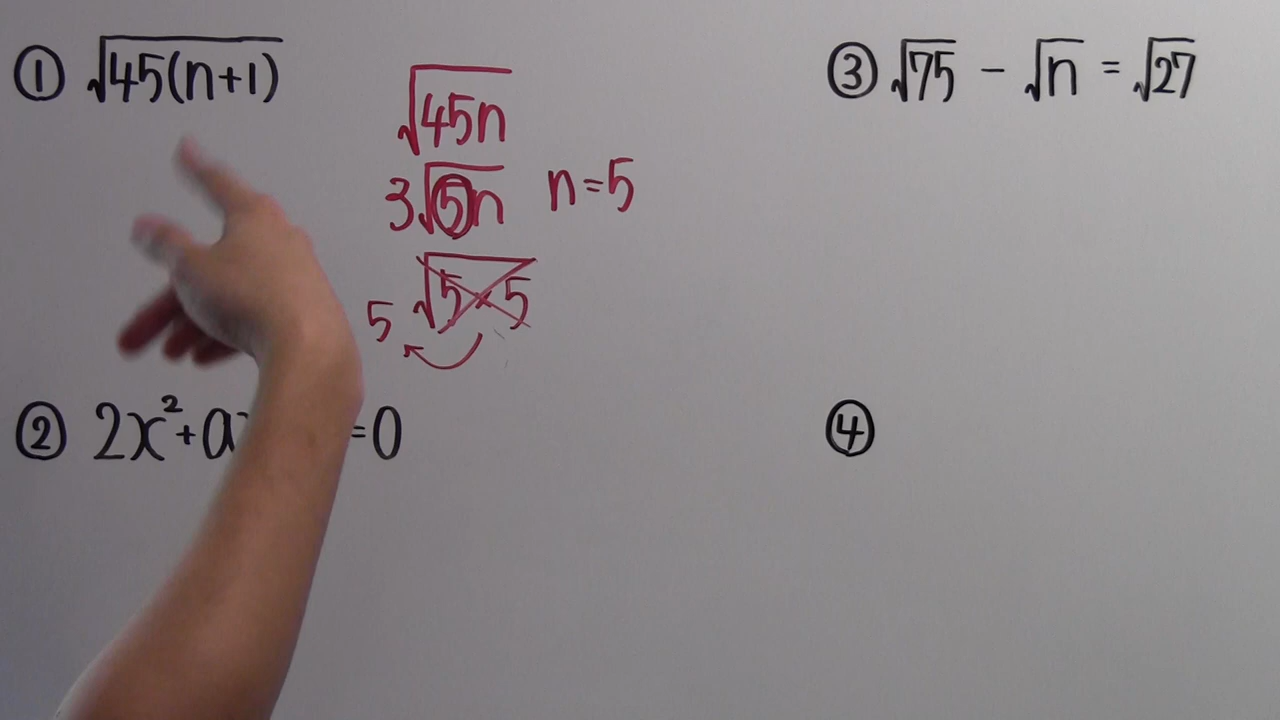 ① √45(n+1)
√45n
3√5n n=5
√5×5
5
② 2x²+a =0
③ √75 - √n = √27
④